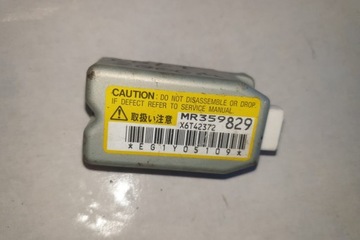 CAUTION: DO NOT DISASSEMBLE OR DROP
IF DEFECT REFER TO SERVICE MANUAL
取扱い注意 MR359829
X6T42372
*EG1Y0S109*